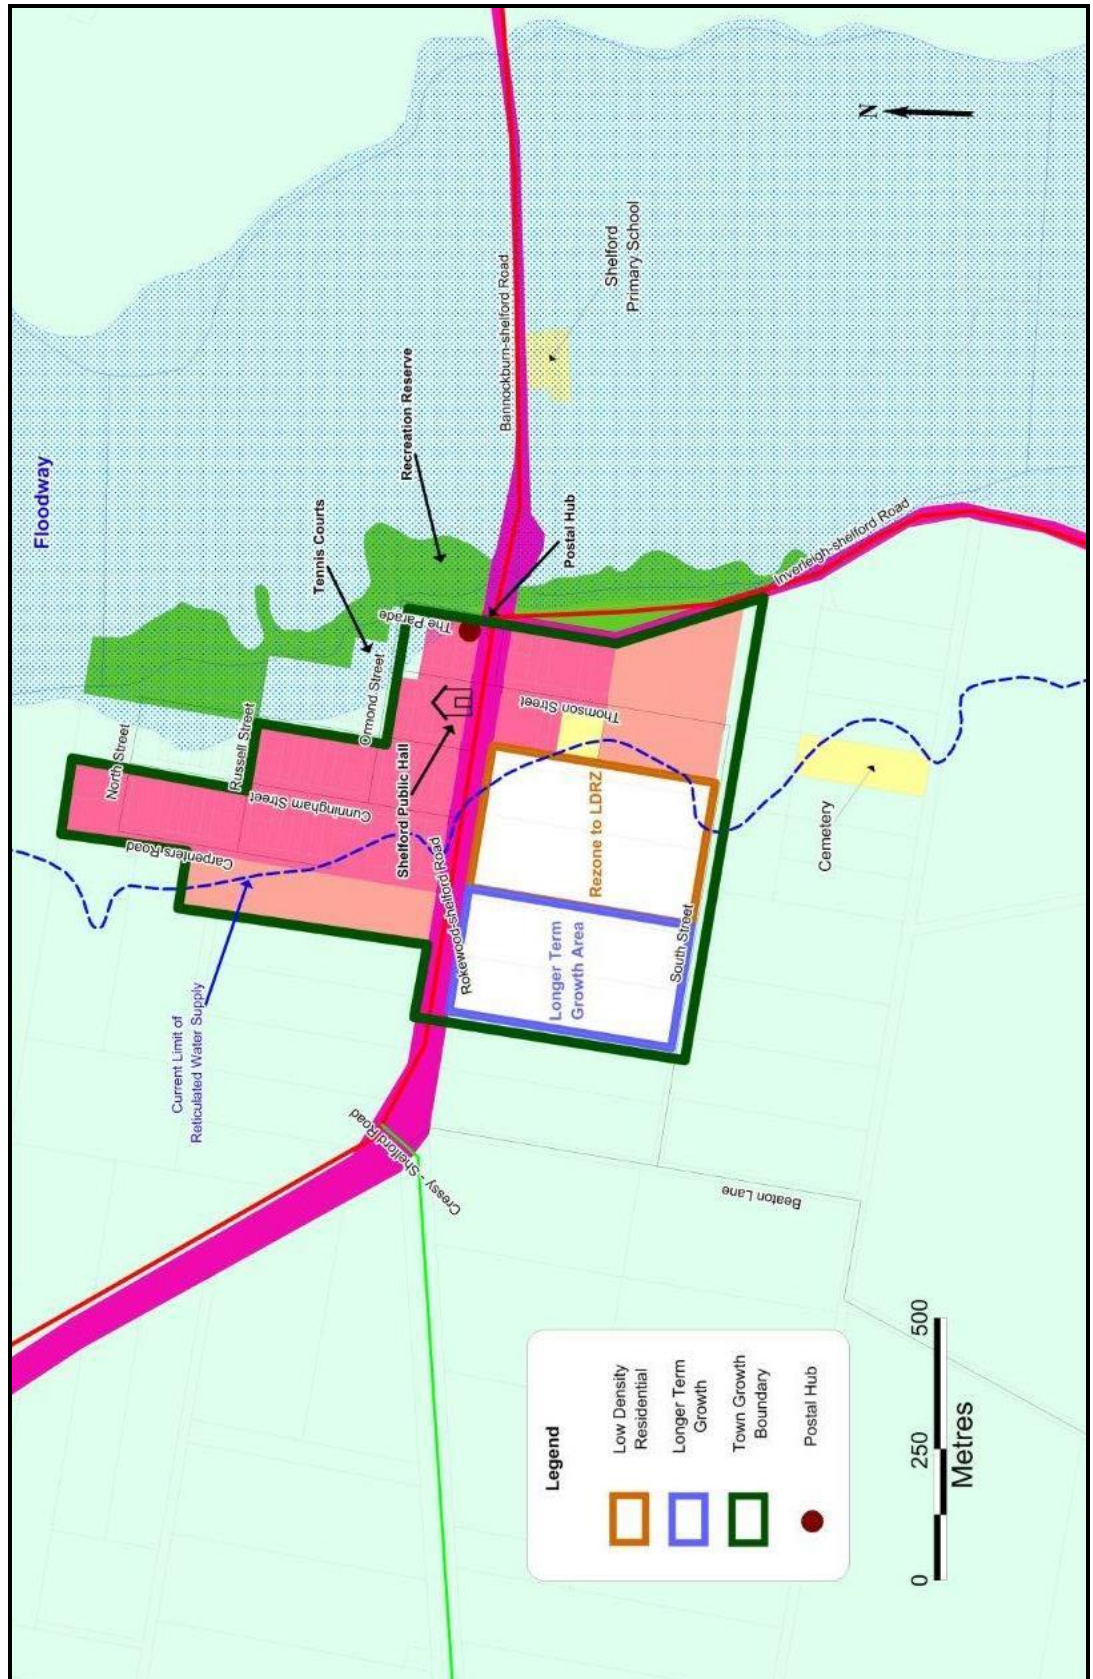 N
Floodway
Bannockburn-shelford Road
Shelford
Primary School
Recreation Reserve
Tennis Courts
Postal Hub
Inverleigh-shelford Road
The Parade
Ormond Street
Thomson Street
Russell Street
North Street
Cunningham Street
Carpenters Road
Shelford Public Hall
Rokewood-shelford Road
Rezone to LDRZ
Longer Term
Growth Area
South Street
Cemetery
Current Limit of
Reticulated Water Supply
Cressy - Shelford Road
Beaton Lane
Legend
Low Density
Residential
Longer Term
Growth
Town Growth
Boundary
Postal Hub
0 250 500
Metres